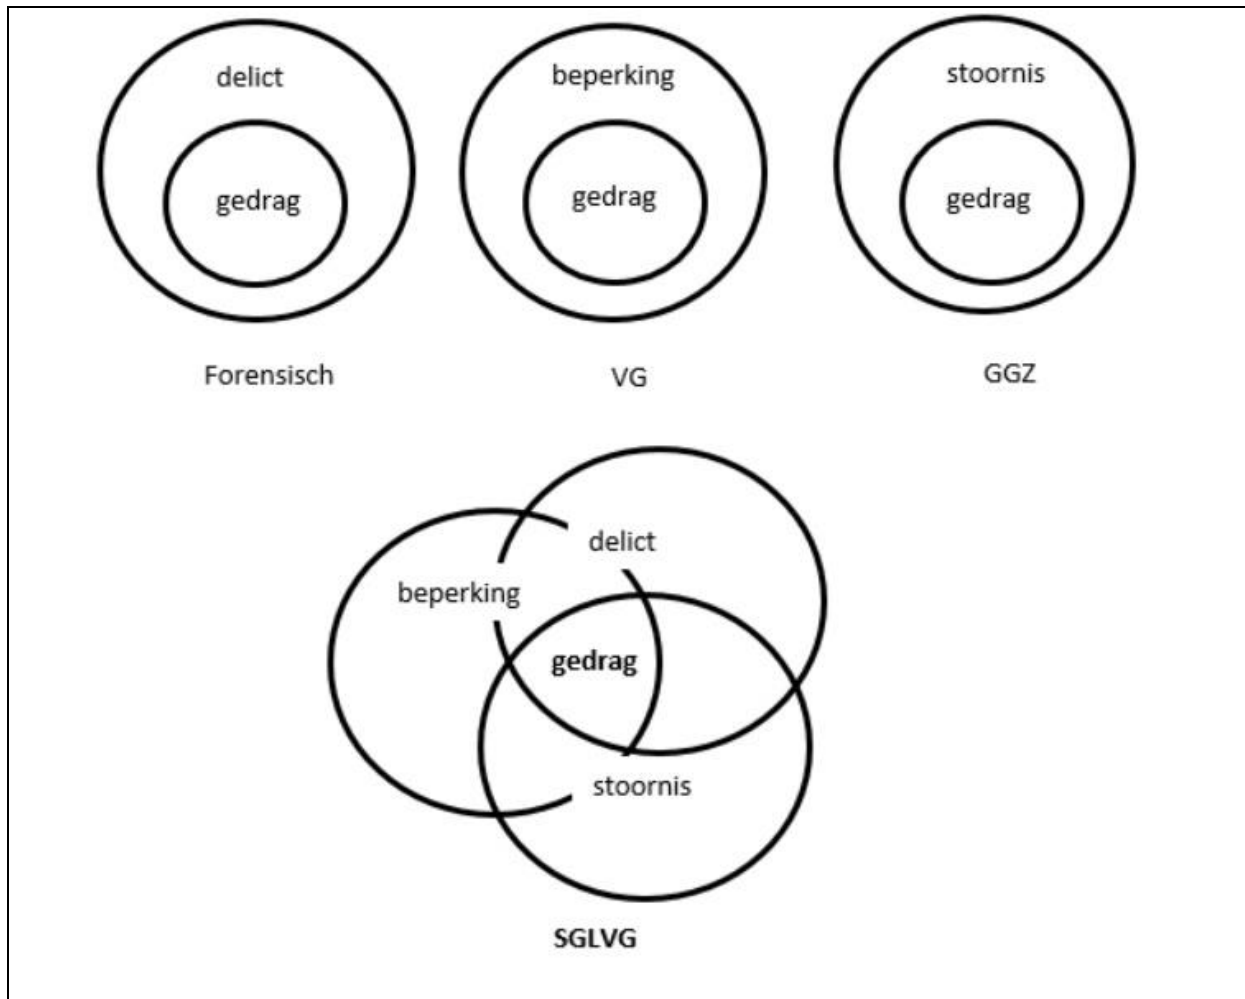 delict
gedrag
Forensisch
beperking
gedrag
VG
stoornis
gedrag
GGZ
delict
beperking
gedrag
stoornis
SGLVG